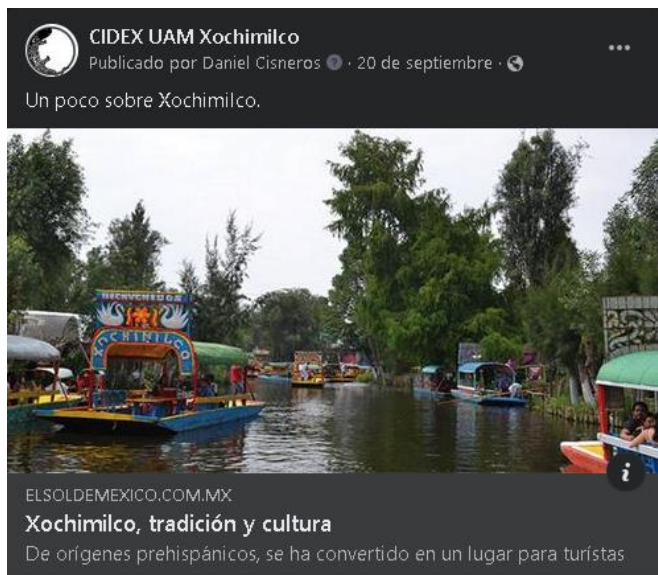 CIDEX UAM Xochimilco
Publicado por Daniel Cisneros · 20 de septiembre ·
Un poco sobre Xochimilco.
BIENVENIDOS
XOCHIMILCO
ELSOLDEMEXICO.COM.MX
Xochimilco, tradición y cultura
De orígenes prehispánicos, se ha convertido en un lugar para turístas